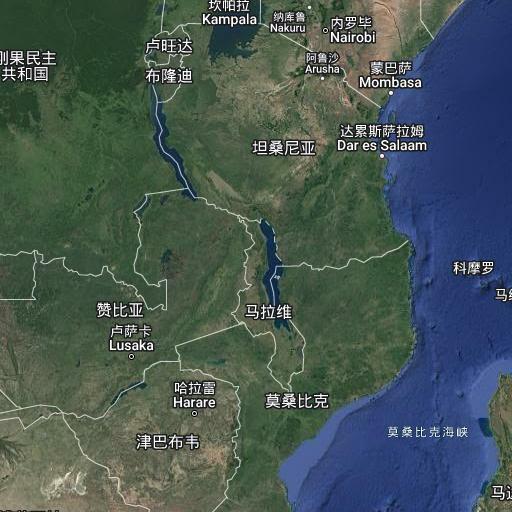 坎帕拉
Kampala
纳库鲁
Nakuru
内罗毕
Nairobi
卢旺达
布隆迪
刚果民主
共和国
阿鲁沙
Arusha
蒙巴萨
Mombasa
坦桑尼亚
达累斯萨拉姆
Dar es Salaam
科摩罗
赞比亚
马拉维
卢萨卡
Lusaka
哈拉雷
Harare
莫桑比克
莫桑比克海峡
津巴布韦